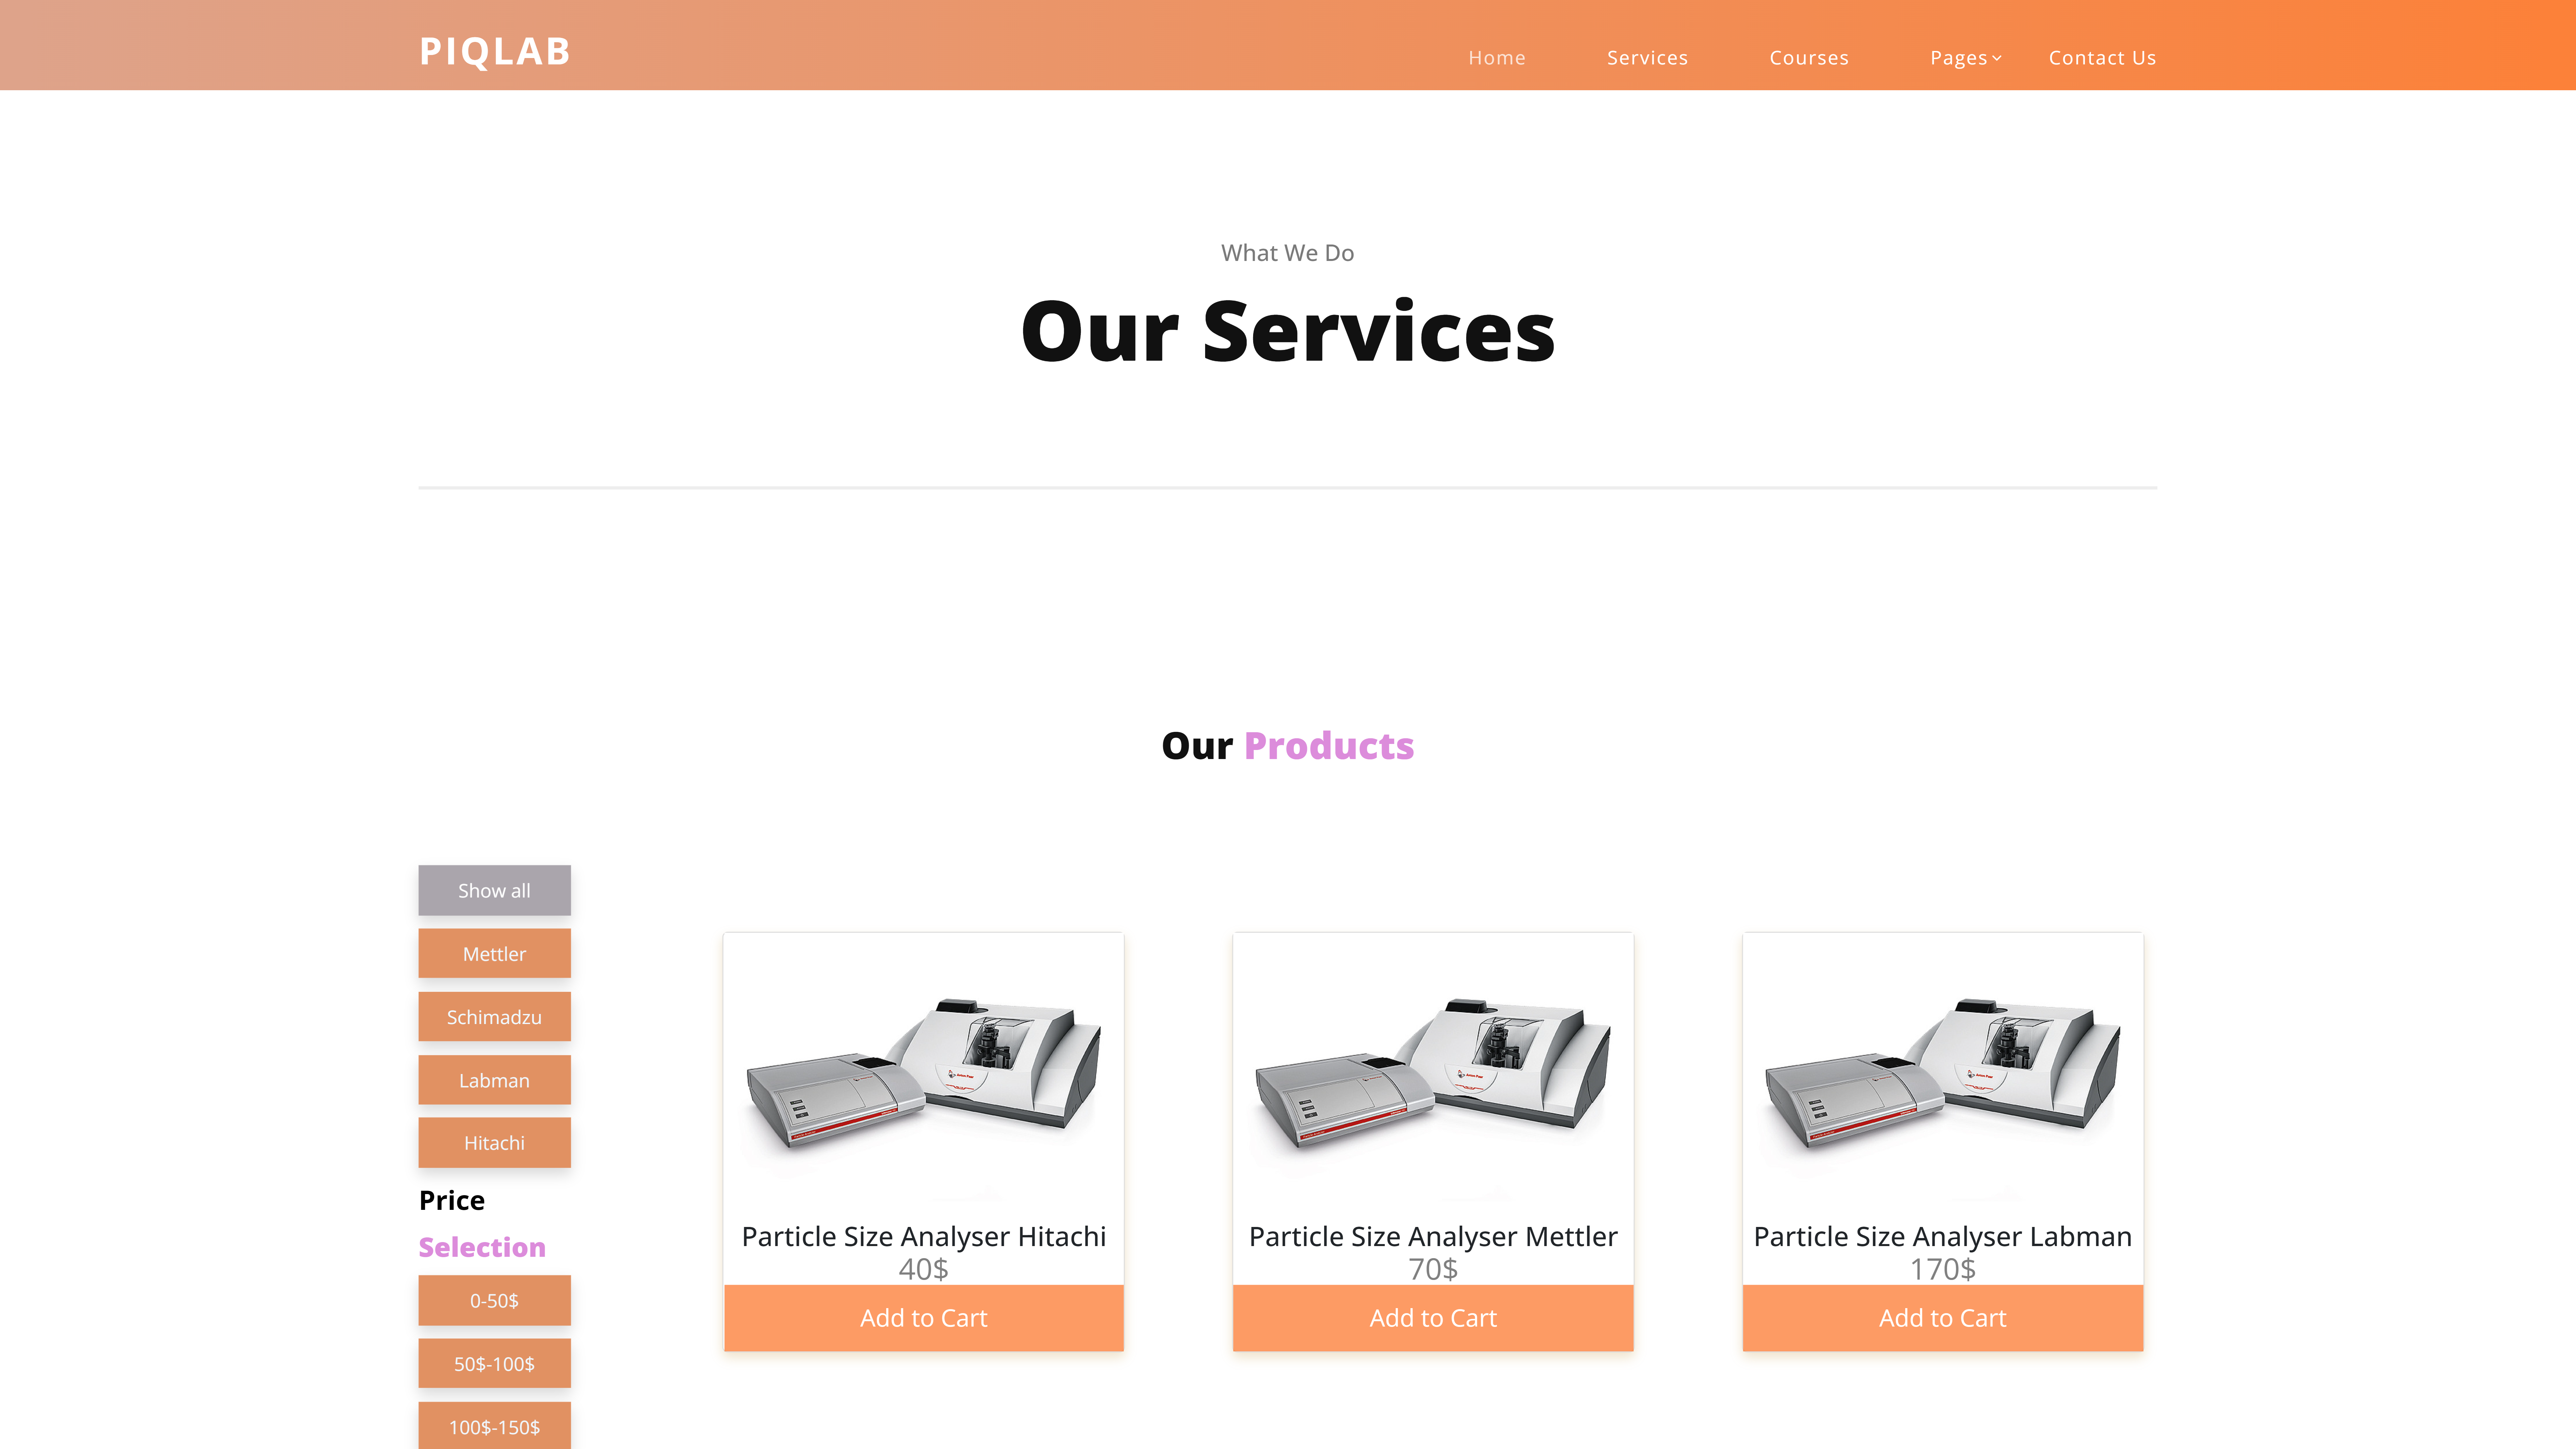 PIQLAB
Home Services Courses Pages Contact Us
What We Do
Our Services
Our Products
Show all
Mettler
Schimadzu
Labman
Hitachi
Price
Selection
0-50$
50$-100$
100$-150$
Particle Size Analyser Hitachi
40$
Add to Cart
Particle Size Analyser Mettler
70$
Add to Cart
Particle Size Analyser Labman
170$
Add to Cart